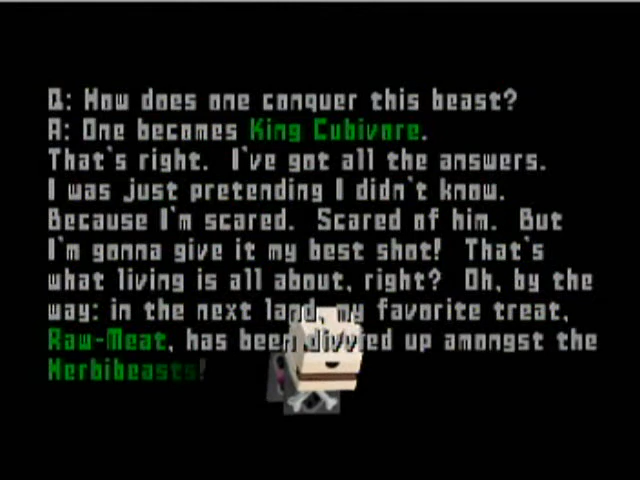 Q: How does one conquer this beast?
A: One becomes King Cubivore.
That's right. I've got all the answers.
I was just pretending I didn't know.
Because I'm scared. Scared of him. But
I'm gonna give it my best shot! That's
what living is all about, right? Oh, by the
way: in the next land, my favorite treat,
Raw-Meat, has been divvied up amongst the
Herbibeasts!